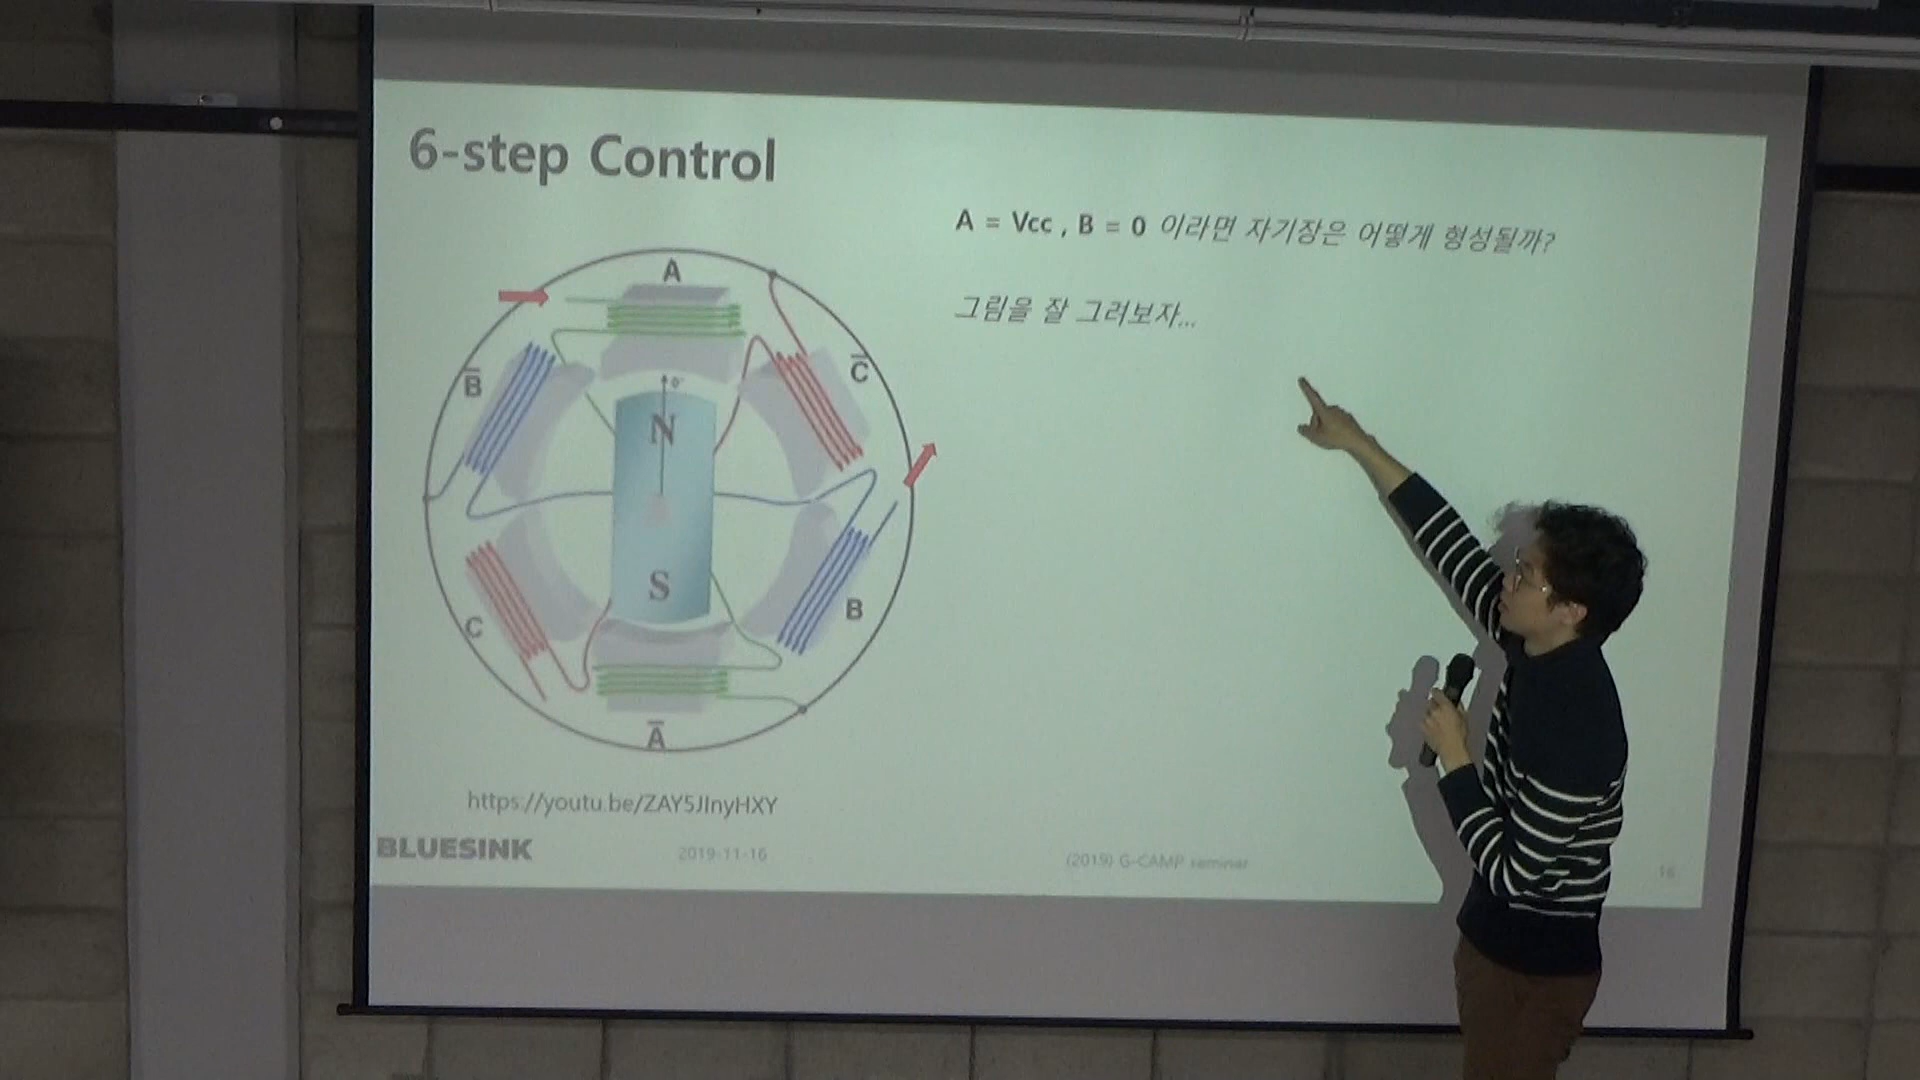 6-step Control
A = Vcc , B = 0 이라면 자기장은 어떻게 형성될까?
그림을 잘 그려보자...
A
B̅
C̅
0°
N
S
C
B
A̅
https://youtu.be/ZAY5JInyHXY
BLUESINK
2019-11-16
(2019) G-CAMP seminar
16